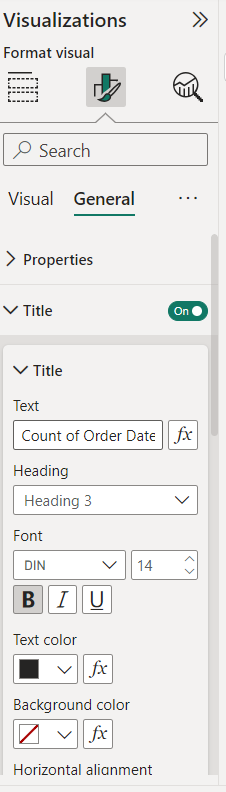 Visualizations
Format visual
Search
Visual General
Properties
Title On
Title
Text
Count of Order Date fx
Heading
Heading 3
Font
DIN 14
B I U
Text color
fx
Background color
fx
Horizontal alignment